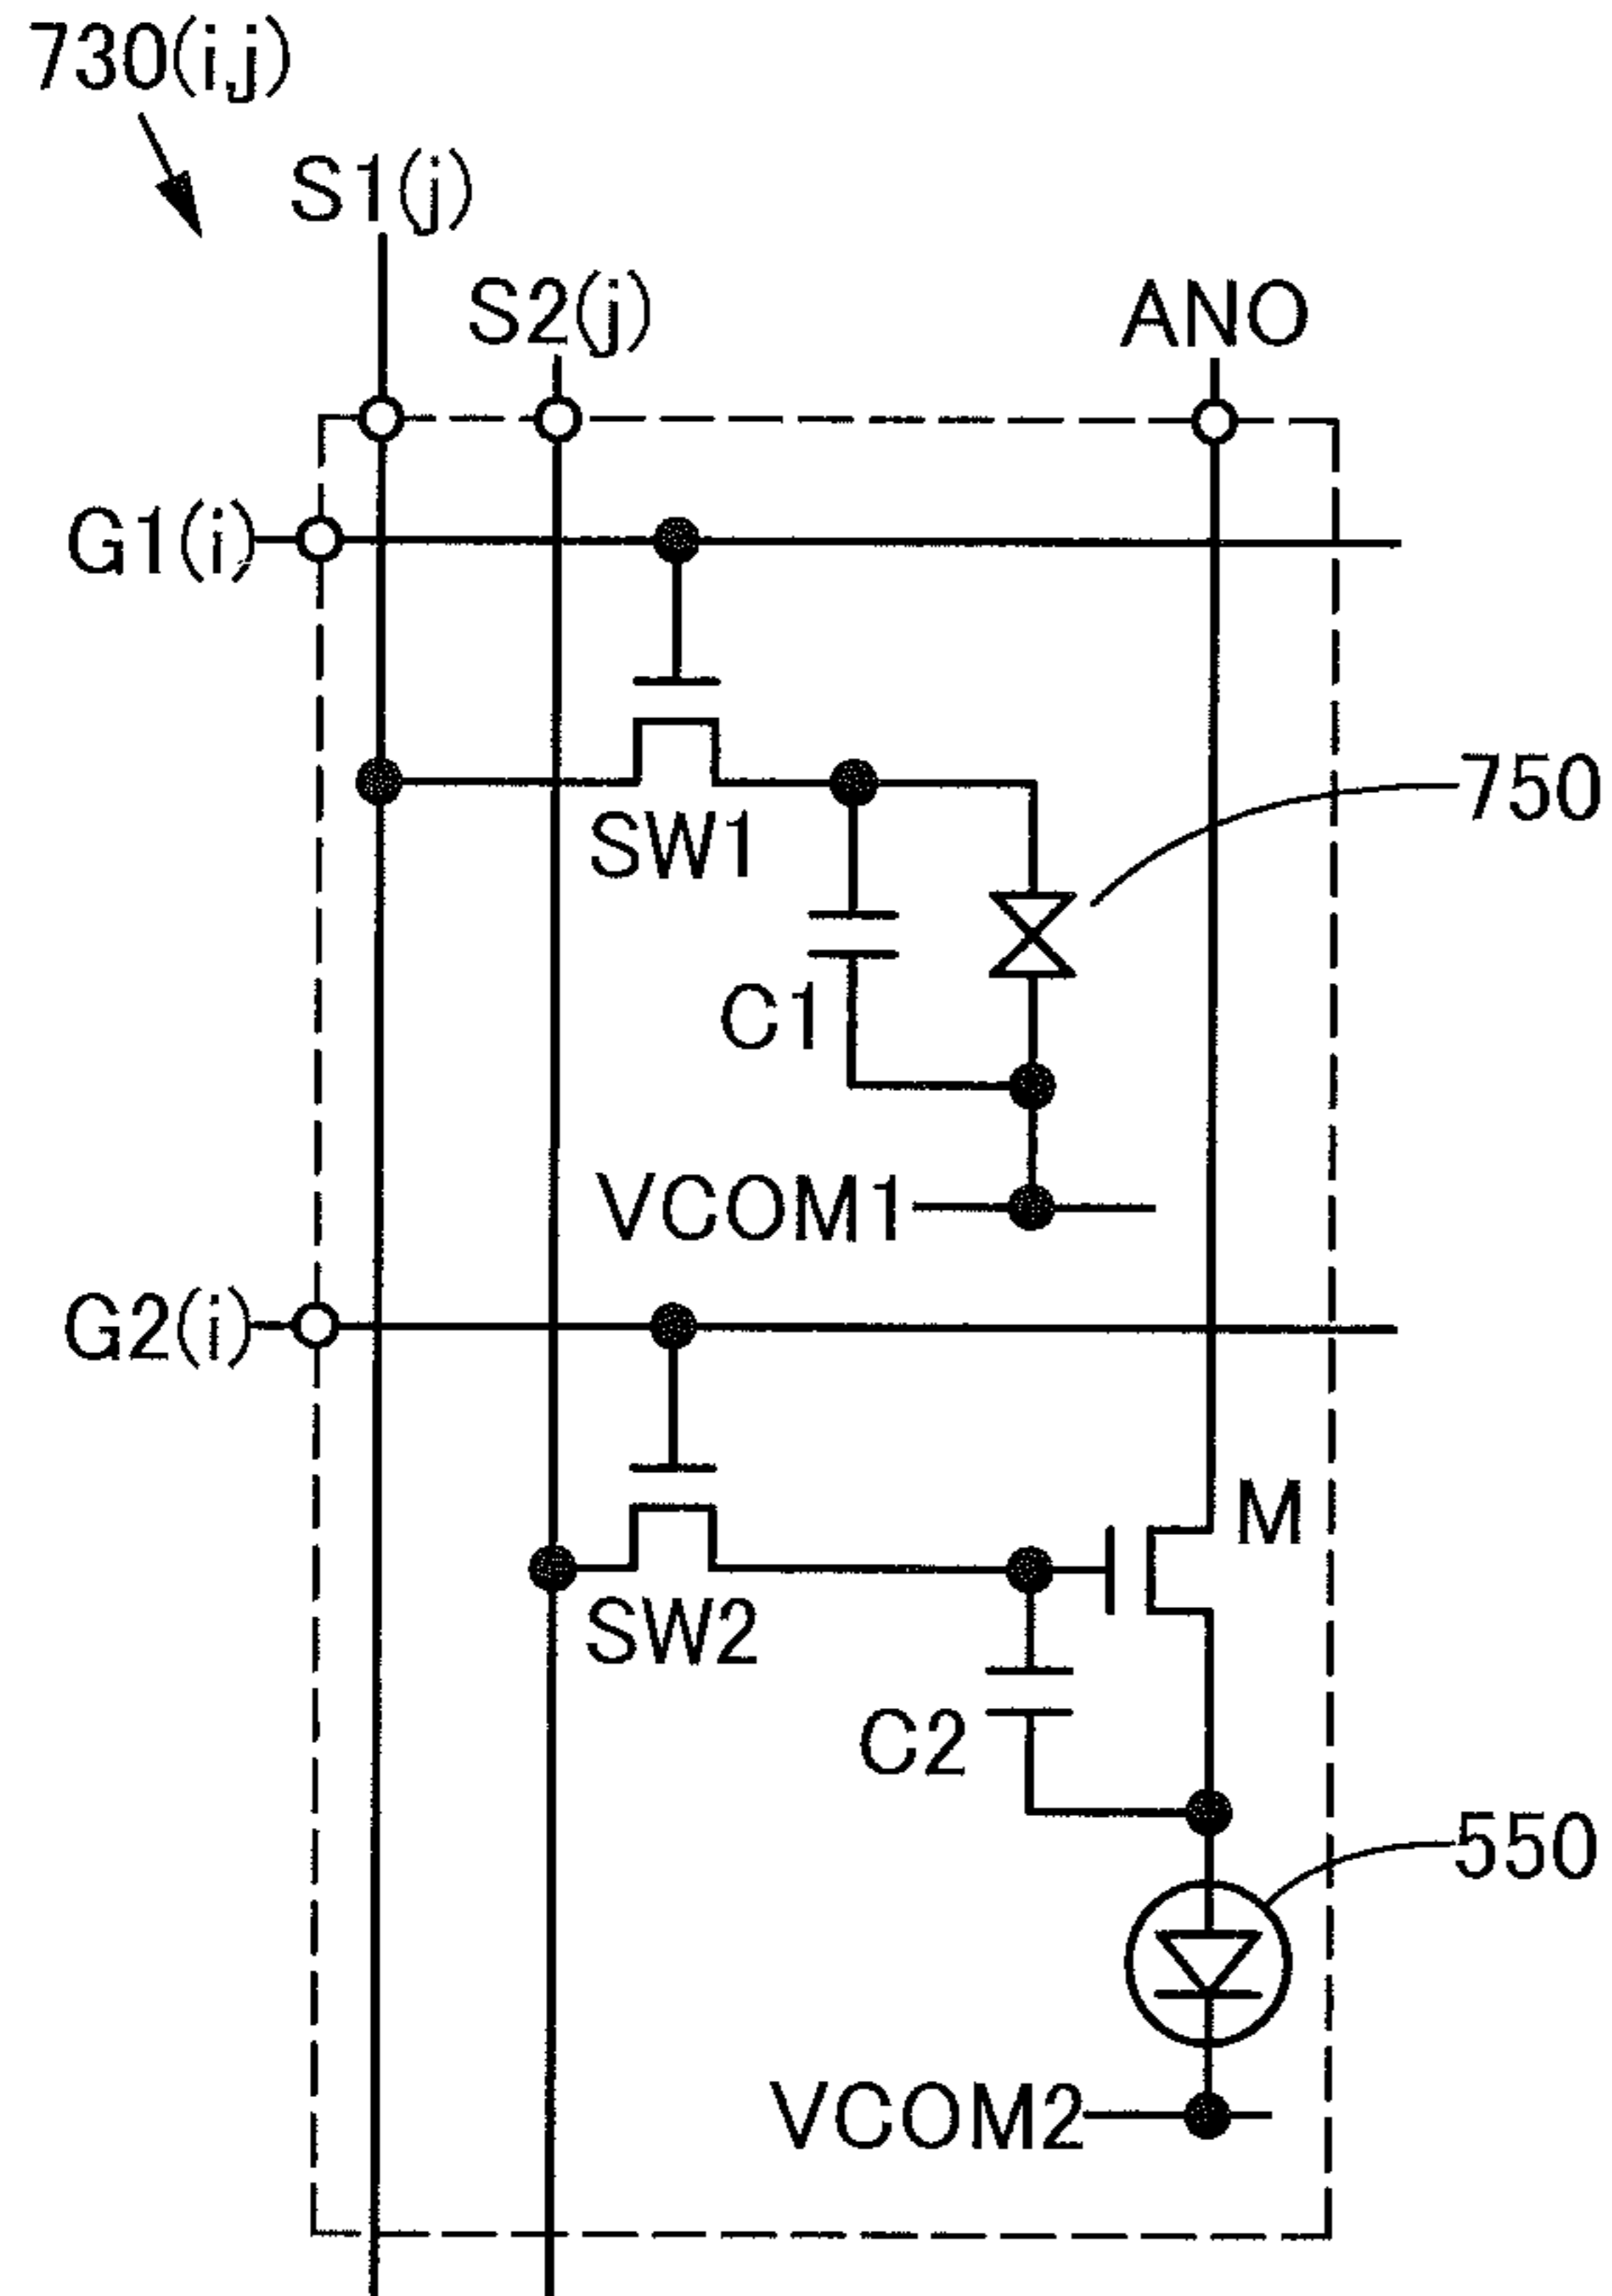 730(i,j)
S1(j)
S2(j)
ANO
G1(i)
SW1
750
C1
VCOM1
G2(i)
M
SW2
C2
550
VCOM2